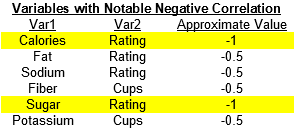 Variables with Notable Negative Correlation
Var1 Var2 Approximate Value
Calories Rating -1
Fat Rating -0.5
Sodium Rating -0.5
Fiber Cups -0.5
Sugar Rating -1
Potassium Cups -0.5